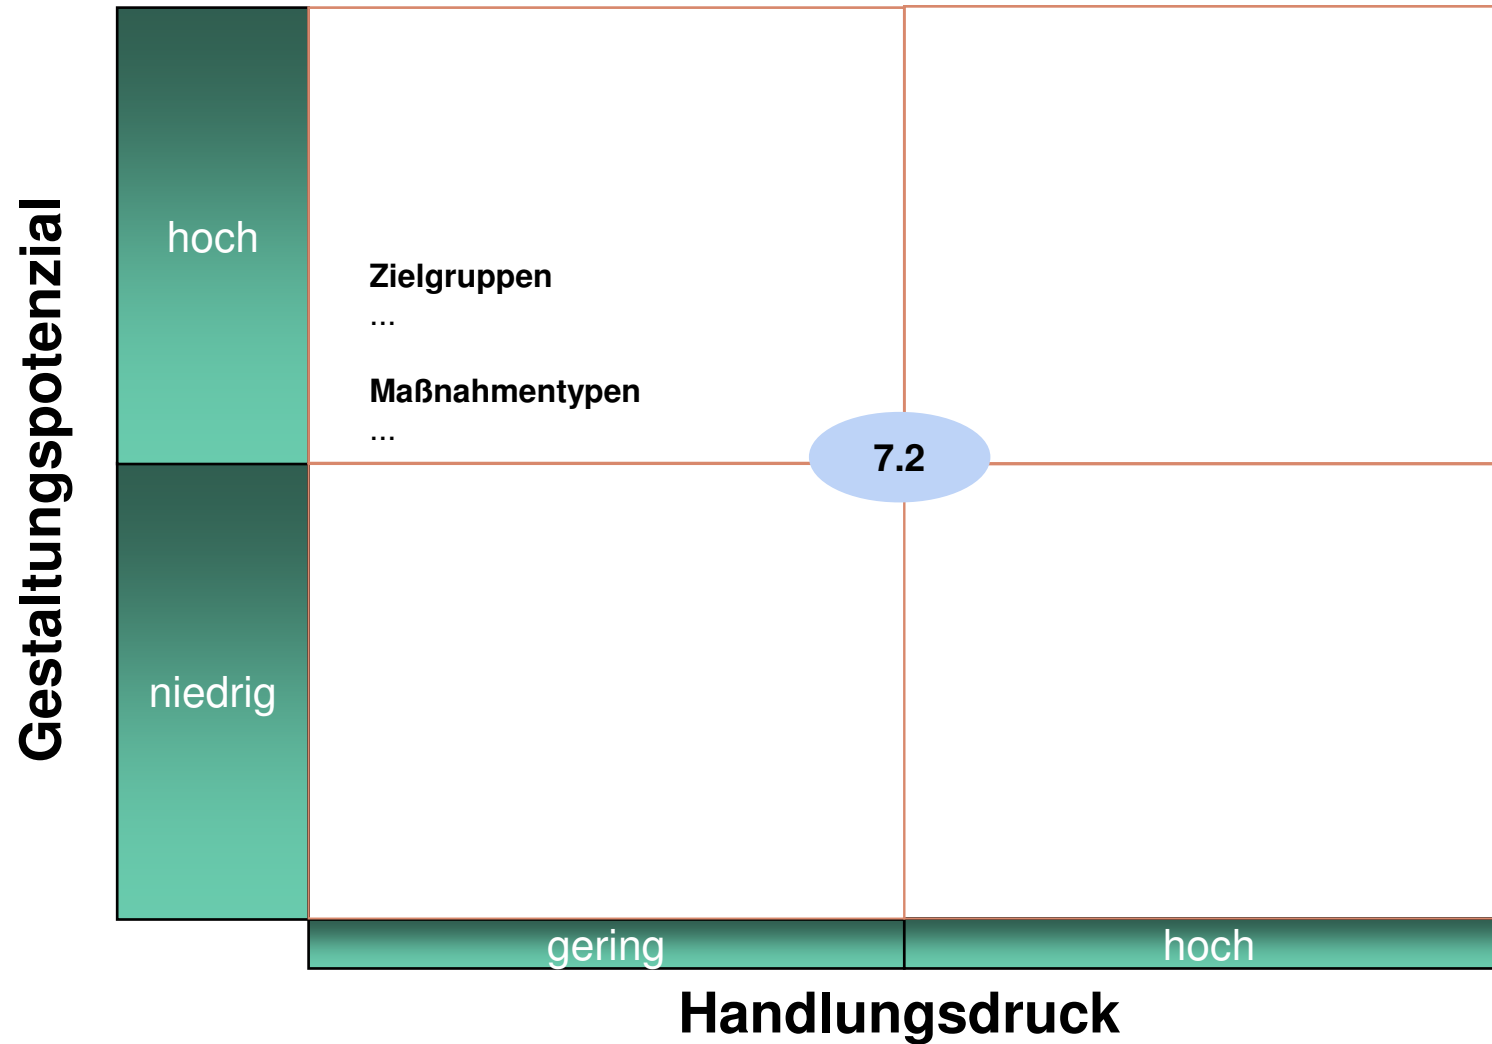 Gestaltungspotenzial
hoch
Zielgruppen
...
Maßnahmentypen
...
7.2
niedrig
gering
hoch
Handlungsdruck